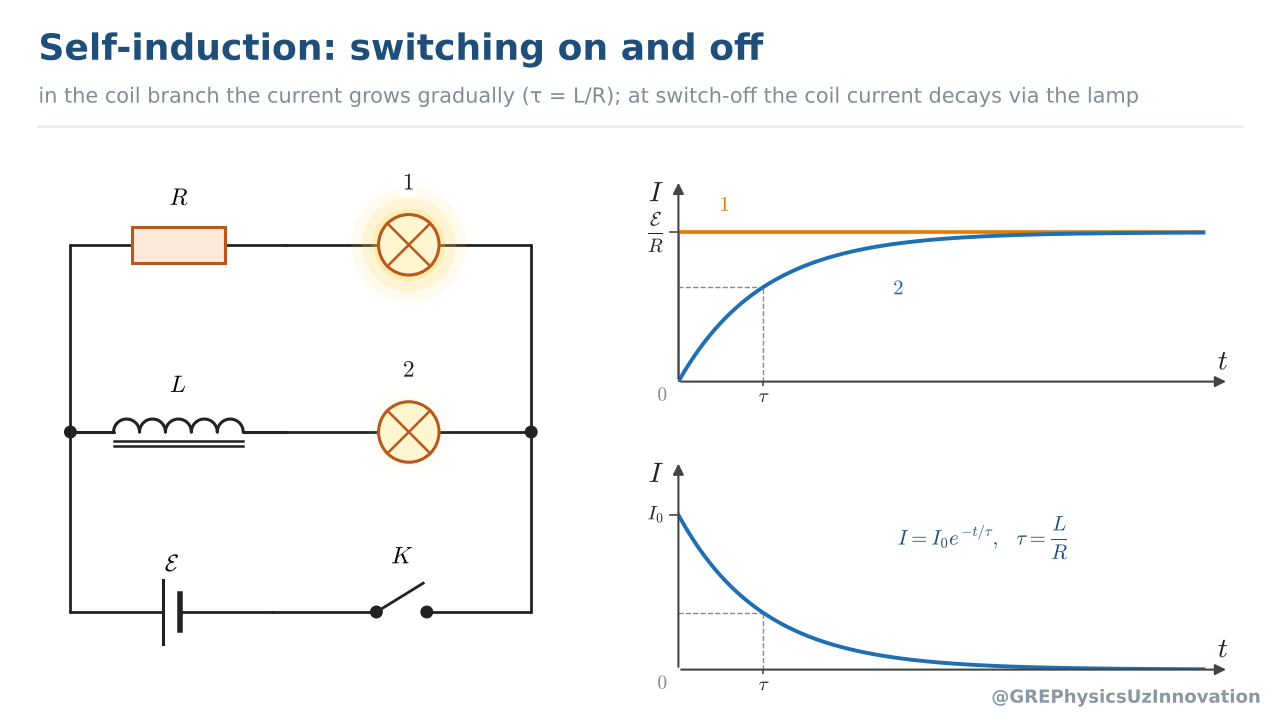 Self-induction: switching on and off
in the coil branch the current grows gradually (τ = L/R); at switch-off the coil current decays via the lamp
R
1
L
2
ℰ
K
I
ℰ/R
1
2
t
0
τ
I
I₀
I = I₀e^{−t/τ}, τ = L/R
t
0
τ
@GREPhysicsUzInnovation